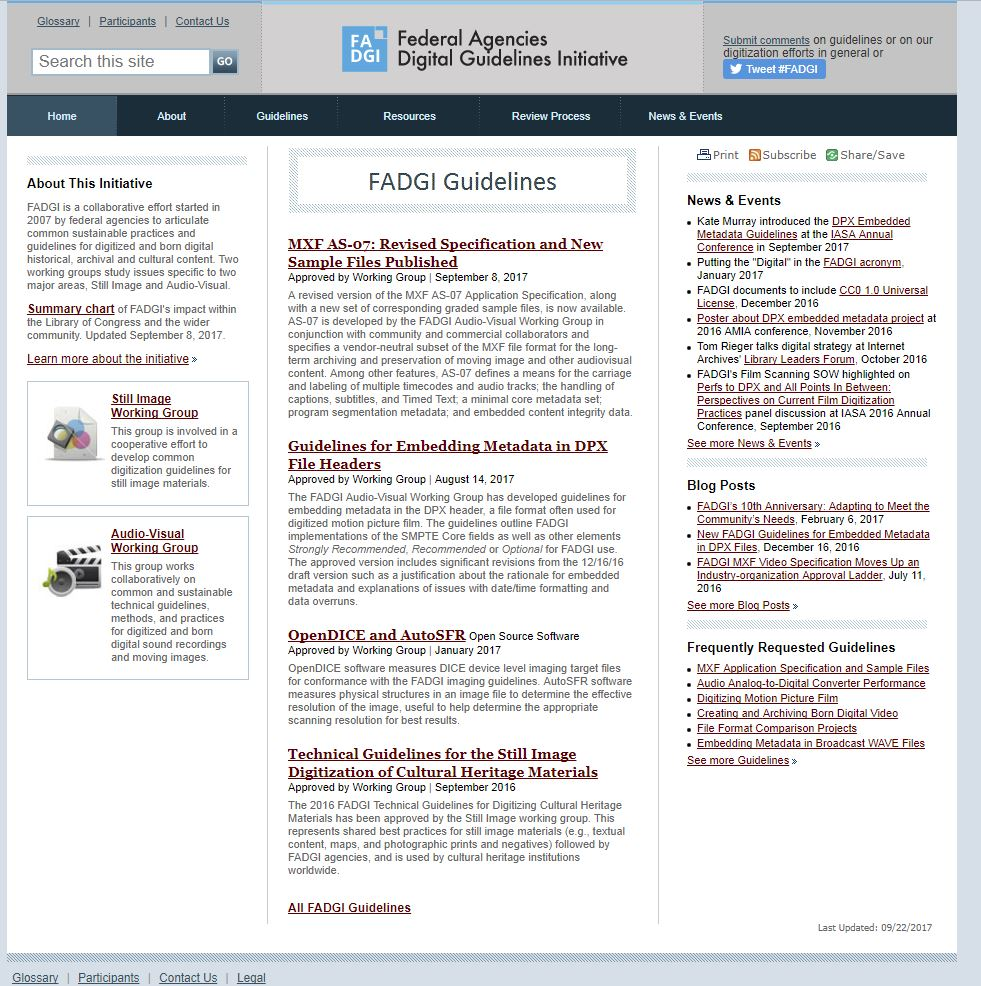 Glossary | Participants | Contact Us
Search this site GO
FADGI
Federal Agencies
Digital Guidelines Initiative
Submit comments on guidelines or on our
digitization efforts in general or
Tweet #FADGI
Home About Guidelines Resources Review Process News & Events
About This Initiative
FADGI is a collaborative effort started in
2007 by federal agencies to articulate
common sustainable practices and
guidelines for digitized and born digital
historical, archival and cultural content. Two
working groups study issues specific to two
major areas, Still Image and Audio-Visual.
Summary chart of FADGI's impact within
the Library of Congress and the wider
community. Updated September 8, 2017.
Learn more about the initiative »
Still Image
Working Group
This group is involved in a
cooperative effort to
develop common
digitization guidelines for
still image materials.
Audio-Visual
Working Group
This group works
collaboratively on
common and sustainable
technical guidelines,
methods, and practices
for digitized and born
digital sound recordings
and moving images.
FADGI Guidelines
MXF AS-07: Revised Specification and New
Sample Files Published
Approved by Working Group | September 8, 2017
A revised version of the MXF AS-07 Application Specification, along
with a new set of corresponding graded sample files, is now available.
AS-07 is developed by the FADGI Audio-Visual Working Group in
conjunction with community and commercial collaborators and
specifies a vendor-neutral subset of the MXF file format for the long-
term archiving and preservation of moving image and other audiovisual
content. Among other features, AS-07 defines a means for the carriage
and labeling of multiple timecodes and audio tracks; the handling of
captions, subtitles, and Timed Text; a minimal core metadata set;
program segmentation metadata; and embedded content integrity data.
Guidelines for Embedding Metadata in DPX
File Headers
Approved by Working Group | August 14, 2017
The FADGI Audio-Visual Working Group has developed guidelines for
embedding metadata in the DPX header, a file format often used for
digitized motion picture film. The guidelines outline FADGI
implementations of the SMPTE Core fields as well as other elements
Strongly Recommended, Recommended or Optional for FADGI use.
The approved version includes significant revisions from the 12/16/16
draft version such as a justification about the rationale for embedded
metadata and explanations of issues with date/time formatting and
data overruns.
OpenDICE and AutoSFR Open Source Software
Approved by Working Group | January 2017
OpenDICE software measures DICE device level imaging target files
for conformance with the FADGI imaging guidelines. AutoSFR software
measures physical structures in an image file to determine the effective
resolution of the image, useful to help determine the appropriate
scanning resolution for best results.
Technical Guidelines for the Still Image
Digitization of Cultural Heritage Materials
Approved by Working Group | September 2016
The 2016 FADGI Technical Guidelines for Digitizing Cultural Heritage
Materials has been approved by the Still Image working group. This
represents shared best practices for still image materials (e.g., textual
content, maps, and photographic prints and negatives) followed by
FADGI agencies, and is used by cultural heritage institutions
worldwide.
All FADGI Guidelines
Print Subscribe Share/Save
News & Events
• Kate Murray introduced the DPX Embedded
Metadata Guidelines at the IASA Annual
Conference in September 2017
• Putting the "Digital" in the FADGI acronym,
January 2017
• FADGI documents to include CC0 1.0 Universal
License, December 2016
• Poster about DPX embedded metadata project at
2016 AMIA conference, November 2016
• Tom Rieger talks digital strategy at Internet
Archives' Library Leaders Forum, October 2016
• FADGI's Film Scanning SOW highlighted on
Perfs to DPX and All Points In Between:
Perspectives on Current Film Digitization
Practices panel discussion at IASA 2016 Annual
Conference, September 2016
See more News & Events »
Blog Posts
• FADGI's 10th Anniversary: Adapting to Meet the
Community's Needs, February 6, 2017
• New FADGI Guidelines for Embedded Metadata
in DPX Files, December 16, 2016
• FADGI MXF Video Specification Moves Up an
Industry-organization Approval Ladder, July 11,
2016
See more Blog Posts »
Frequently Requested Guidelines
• MXF Application Specification and Sample Files
• Audio Analog-to-Digital Converter Performance
• Digitizing Motion Picture Film
• Creating and Archiving Born Digital Video
• File Format Comparison Projects
• Embedding Metadata in Broadcast WAVE Files
See more Guidelines »
Last Updated: 09/22/2017
Glossary | Participants | Contact Us | Legal